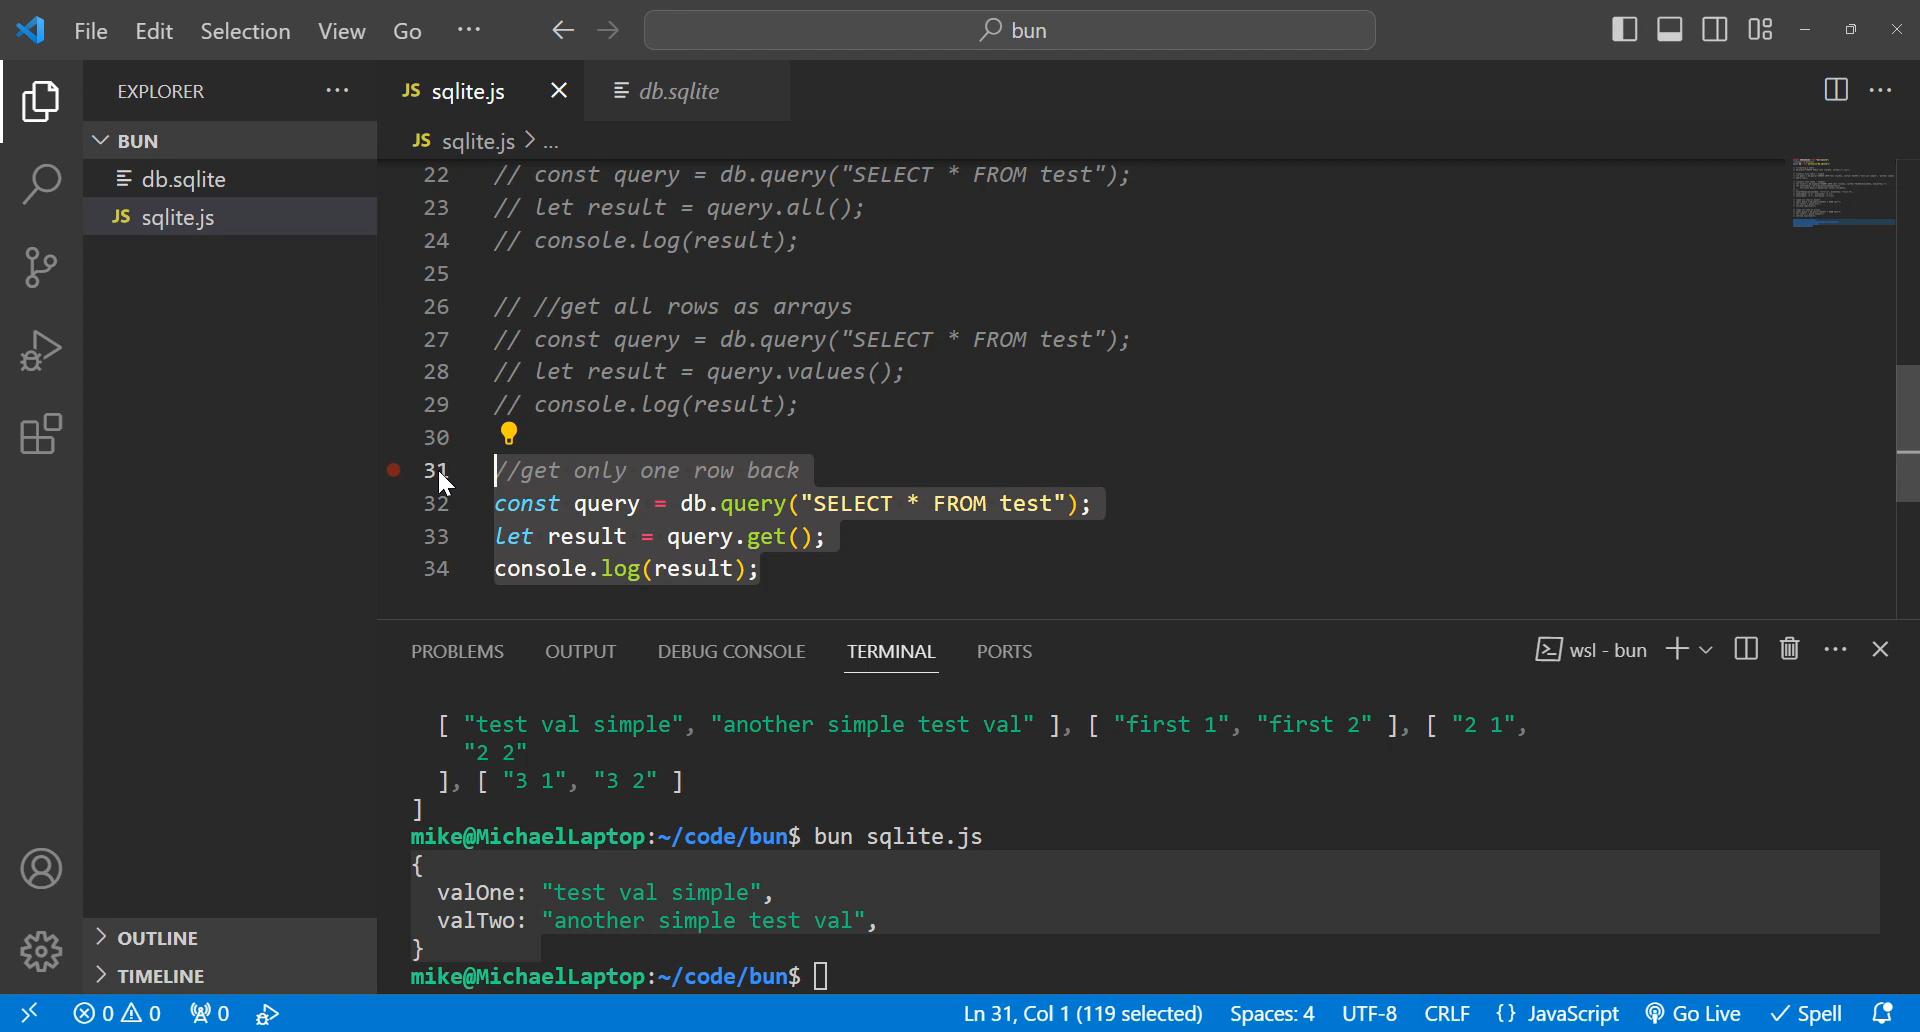 File Edit Selection View Go ··· bun
EXPLORER ···
BUN
db.sqlite
JS sqlite.js
JS sqlite.js db.sqlite
JS sqlite.js > ...
22 // const query = db.query("SELECT * FROM test");
23 // let result = query.all();
24 // console.log(result);
25
26 // //get all rows as arrays
27 // const query = db.query("SELECT * FROM test");
28 // let result = query.values();
29 // console.log(result);
30
31 //get only one row back
32 const query = db.query("SELECT * FROM test");
33 let result = query.get();
34 console.log(result);
PROBLEMS OUTPUT DEBUG CONSOLE TERMINAL PORTS wsl - bun
[ "test val simple", "another simple test val" ], [ "first 1", "first 2" ], [ "2 1",
"2 2"
], [ "3 1", "3 2" ]
]
mike@MichaelLaptop:~/code/bun$ bun sqlite.js
{
valOne: "test val simple",
valTwo: "another simple test val",
}
mike@MichaelLaptop:~/code/bun$
OUTLINE
TIMELINE
0 0 0 Ln 31, Col 1 (119 selected) Spaces: 4 UTF-8 CRLF {} JavaScript Go Live Spell